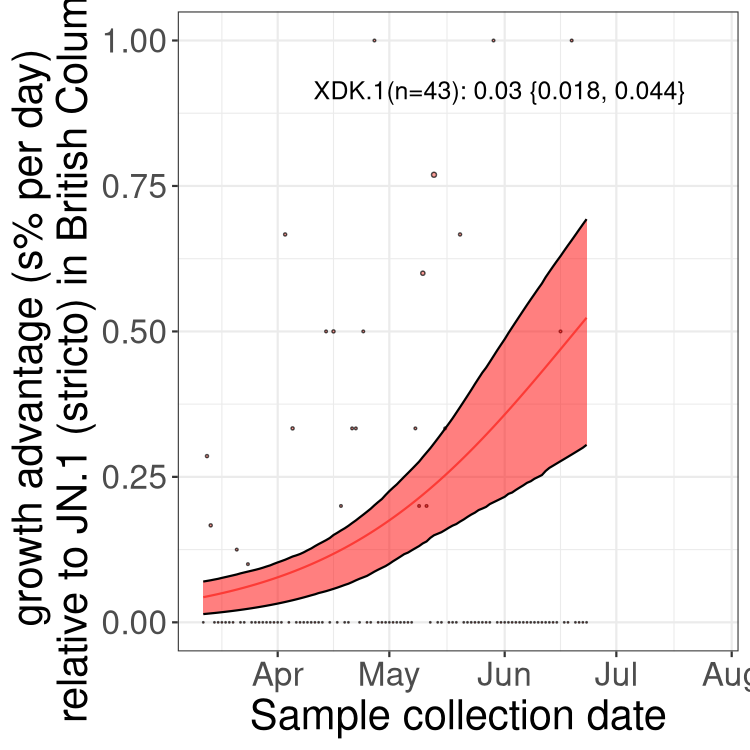 growth advantage (s% per day)
relative to JN.1 (stricto) in British Colum
1.00
0.75
0.50
0.25
0.00
XDK.1(n=43): 0.03 {0.018, 0.044}
Apr May Jun Jul Aug
Sample collection date